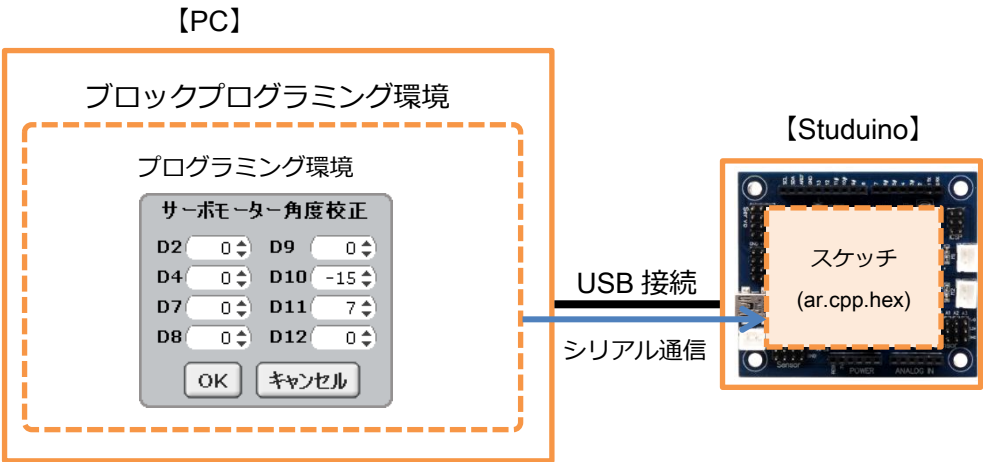 【PC】
ブロックプログラミング環境
プログラミング環境
サーボモーター角度校正
D2 0 D9 0
D4 0 D10 -15
D7 0 D11 7
D8 0 D12 0
OK キャンセル
USB 接続
シリアル通信
【Studuino】
スケッチ
(ar.cpp.hex)
Sensor
POWER
ANALOG IN